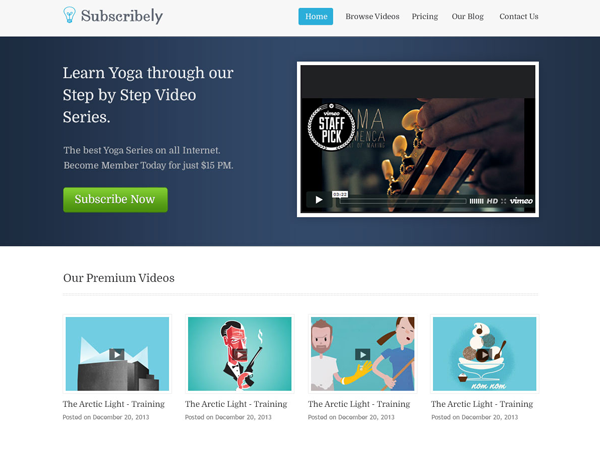 Subscribely
Home Browse Videos Pricing Our Blog Contact Us
Learn Yoga through our
Step by Step Video
Series.
The best Yoga Series on all Internet.
Become Member Today for just $15 PM.
Subscribe Now
vimeo
STAFF
PICK
MA
MENCA
OF MAKING
03:22
HD vimeo
Our Premium Videos
nom nom
The Arctic Light - Training The Arctic Light - Training The Arctic Light - Training The Arctic Light - Training
Posted on December 20, 2013 Posted on December 20, 2013 Posted on December 20, 2013 Posted on December 20, 2013